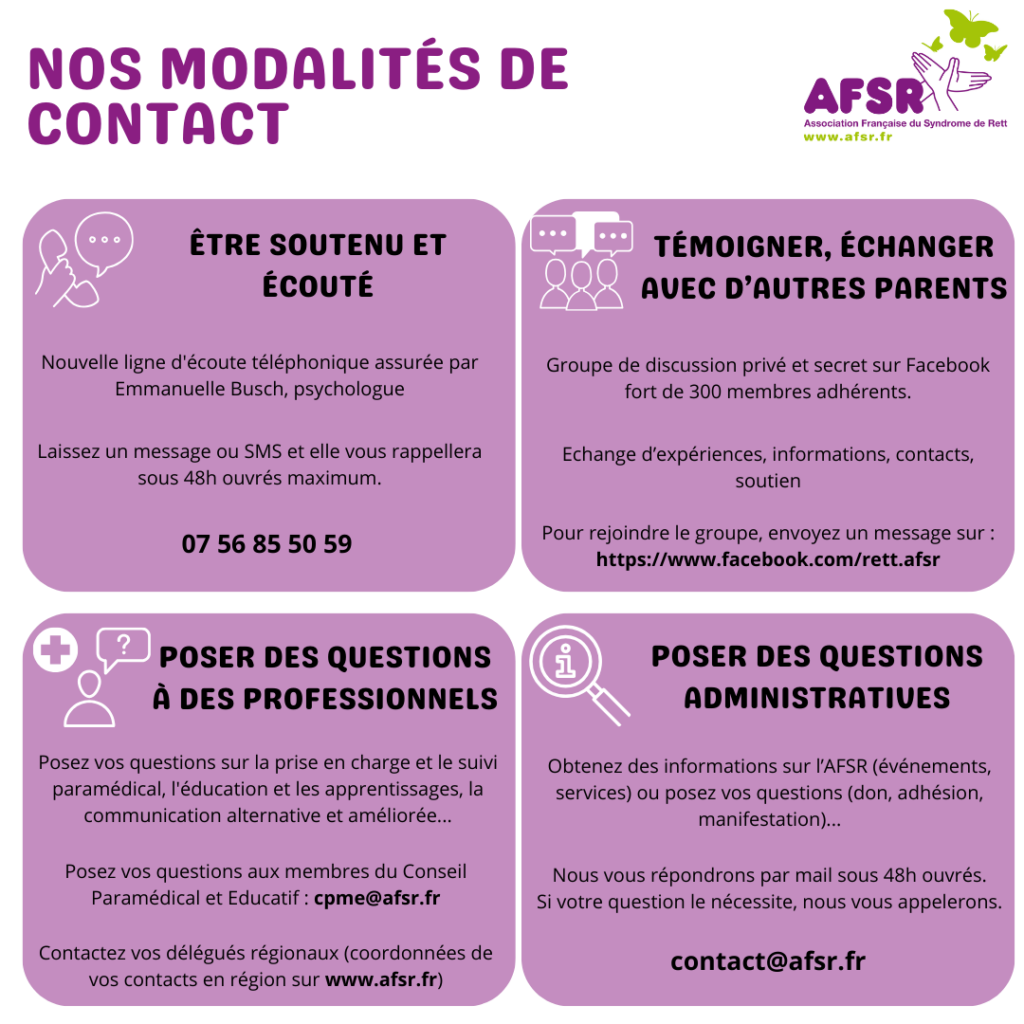 NOS MODALITÉS DE
CONTACT
AFSR
Association Française du Syndrome de Rett
www.afsr.fr
ÊTRE SOUTENU ET
ÉCOUTÉ
Nouvelle ligne d'écoute téléphonique assurée par
Emmanuelle Busch, psychologue
Laissez un message ou SMS et elle vous rappellera
sous 48h ouvrés maximum.
07 56 85 50 59
TÉMOIGNER, ÉCHANGER
AVEC D’AUTRES PARENTS
Groupe de discussion privé et secret sur Facebook
fort de 300 membres adhérents.
Echange d’expériences, informations, contacts,
soutien
Pour rejoindre le groupe, envoyez un message sur :
https://www.facebook.com/rett.afsr
?
POSER DES QUESTIONS
À DES PROFESSIONNELS
Posez vos questions sur la prise en charge et le suivi
paramédical, l'éducation et les apprentissages, la
communication alternative et améliorée...
Posez vos questions aux membres du Conseil
Paramédical et Educatif : cpme@afsr.fr
Contactez vos délégués régionaux (coordonnées de
vos contacts en région sur www.afsr.fr)
i
POSER DES QUESTIONS
ADMINISTRATIVES
Obtenez des informations sur l’AFSR (événements,
services) ou posez vos questions (don, adhésion,
manifestation)...
Nous vous répondrons par mail sous 48h ouvrés.
Si votre question le nécessite, nous vous appelerons.
contact@afsr.fr